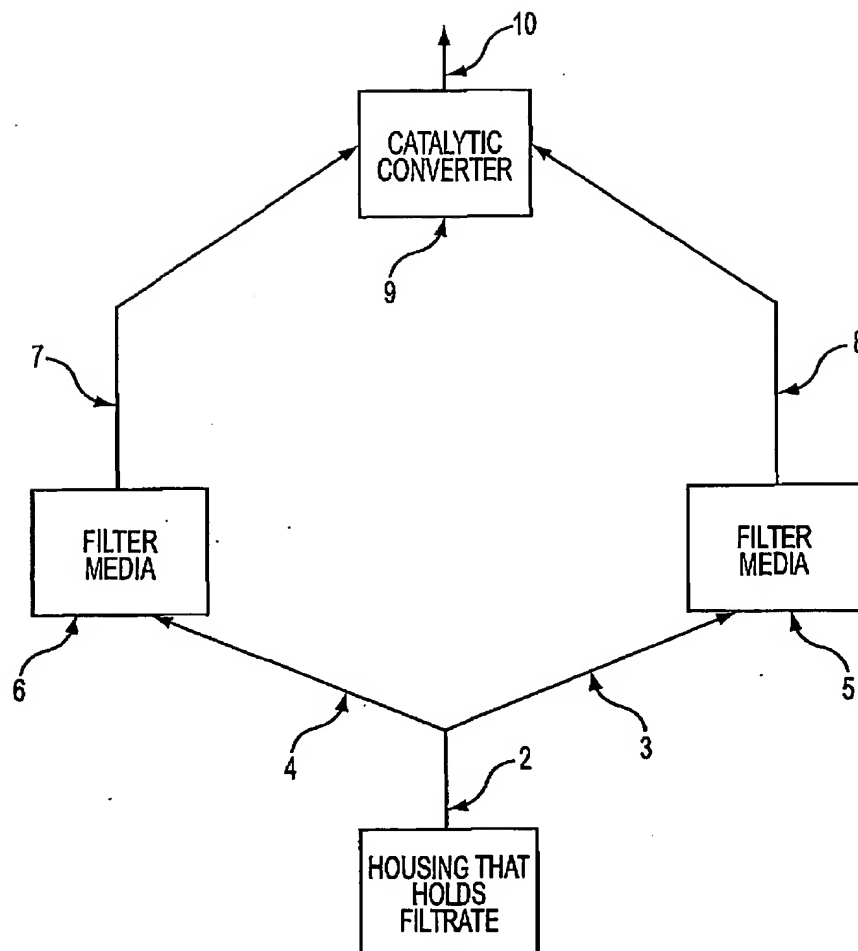 10
CATALYTIC
CONVERTER
9
7
8
FILTER
MEDIA
FILTER
MEDIA
6
5
4
3
2
HOUSING THAT
HOLDS
FILTRATE